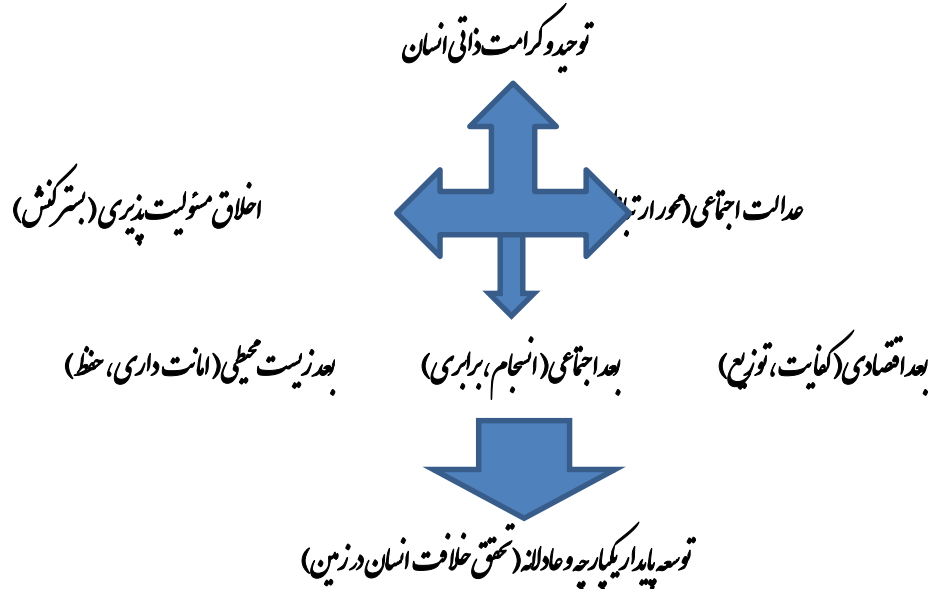 توحید و کرامت ذاتی انسان
عدالت اجتماعی (محور
اخلاق مسئولیت پذیری (بستر کنش)
بعد اقتصادی (کفایت، توزیع)
بعد اجتماعی (انسجام، برابری)
بعد زیست محیطی (امانت داری، حفظ)
توسعه پایدار یکپارچه و عادلانه (تحقق خلافت انسان در زمین)